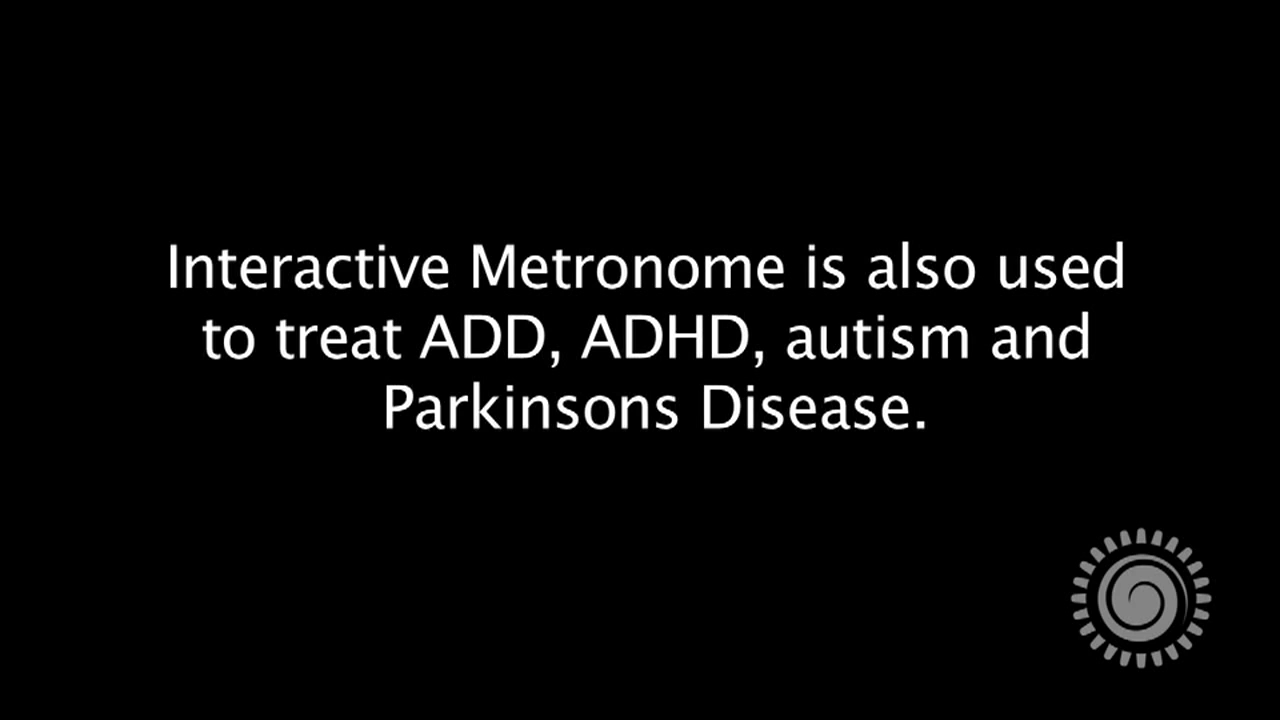 Interactive Metronome is also used
to treat ADD, ADHD, autism and
Parkinsons Disease.